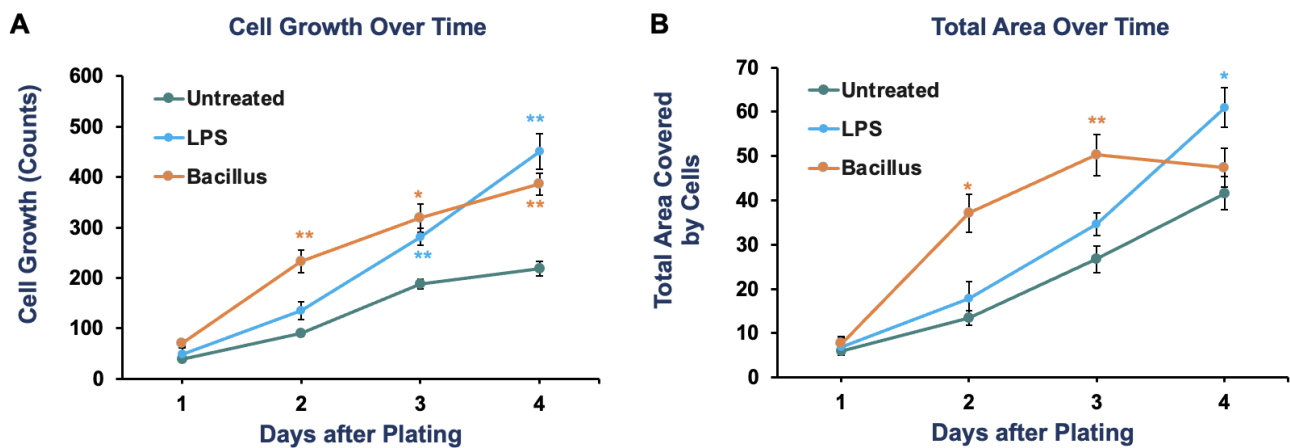 A
Cell Growth Over Time
Cell Growth (Counts)
600
500
400
300
200
100
0
Untreated
LPS
Bacillus
**
*
**
**
**
1 2 3 4
Days after Plating
B
Total Area Over Time
Total Area Covered
by Cells
70
60
50
40
30
20
10
0
Untreated
LPS
Bacillus
*
**
*
1 2 3 4
Days after Plating